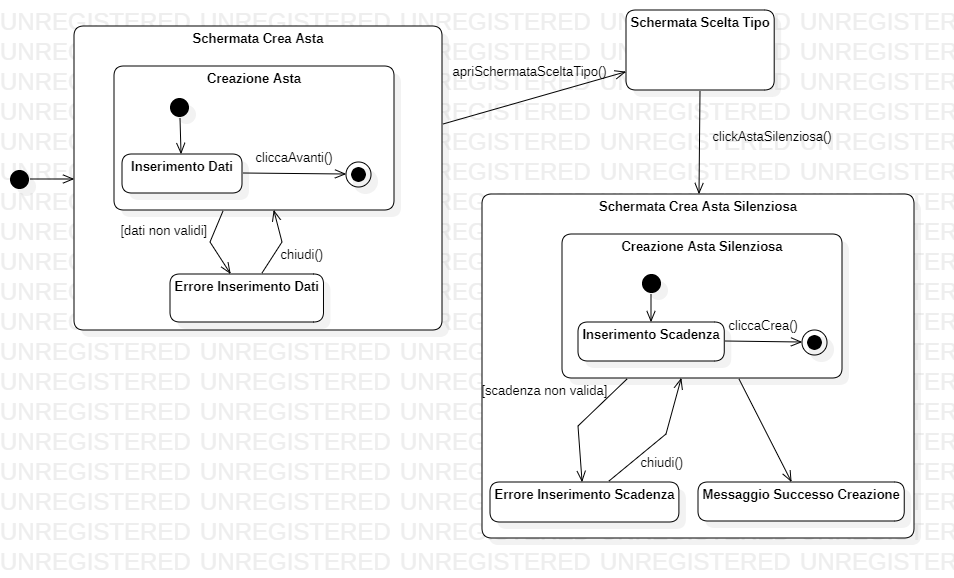 Schermata Crea Asta
Creazione Asta
Inserimento Dati
cliccaAvanti()
[dati non validi]
chiudi()
Errore Inserimento Dati
apriSchermataSceltaTipo()
Schermata Scelta Tipo
clickAstaSilenziosa()
Schermata Crea Asta Silenziosa
Creazione Asta Silenziosa
Inserimento Scadenza
cliccaCrea()
[scadenza non valida]
chiudi()
Errore Inserimento Scadenza
Messaggio Successo Creazione
UNREGISTERED